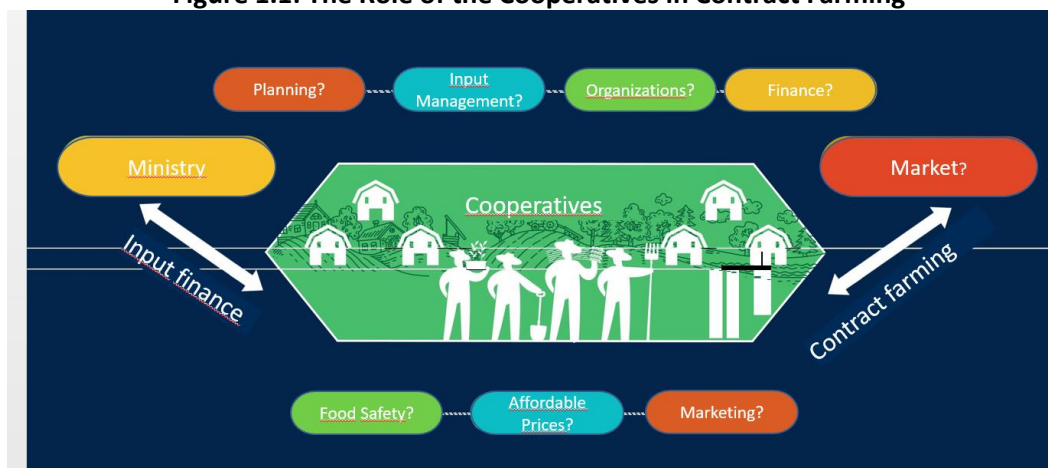 Figure 1.1: The Role of the Cooperatives in Contract Farming
Planning?
Input
Management?
Organizations?
Finance?
Ministry
Market?
Cooperatives
Input finance
Contract farming
Food Safety?
Affordable
Prices?
Marketing?